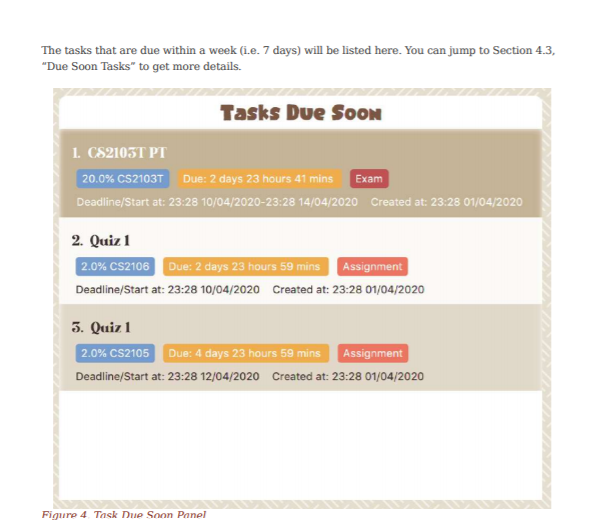 The tasks that are due within a week (i.e. 7 days) will be listed here. You can jump to Section 4.3,
“Due Soon Tasks” to get more details.
Tasks Due Soon
1. CS2103T PT
20.0% CS2103T Due: 2 days 23 hours 41 mins Exam
Deadline/Start at: 23:28 10/04/2020-23:28 14/04/2020 Created at: 23:28 01/04/2020
2. Quiz 1
2.0% CS2106 Due: 2 days 23 hours 59 mins Assignment
Deadline/Start at: 23:28 10/04/2020 Created at: 23:28 01/04/2020
3. Quiz 1
2.0% CS2105 Due: 4 days 23 hours 59 mins Assignment
Deadline/Start at: 23:28 12/04/2020 Created at: 23:28 01/04/2020
Figure 4. Task Due Soon Panel